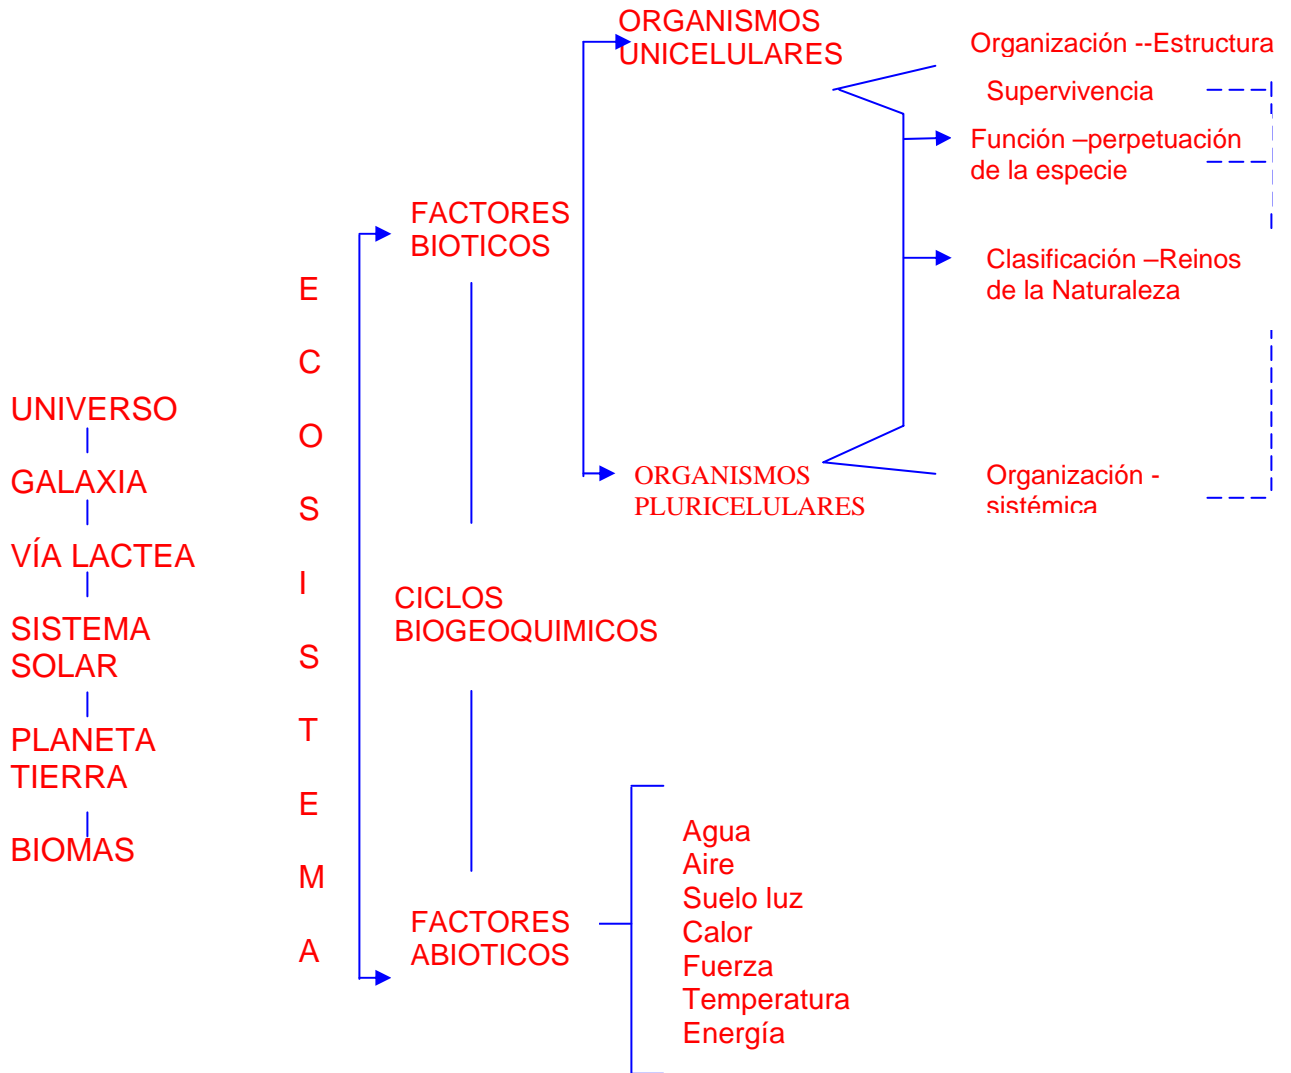 UNIVERSO
GALAXIA
VÍA LACTEA
SISTEMA
SOLAR
PLANETA
TIERRA
BIOMAS
E
C
O
S
I
S
T
E
M
A
FACTORES
BIOTICOS
CICLOS
BIOGEOQUIMICOS
FACTORES
ABIOTICOS
ORGANISMOS
UNICELULARES
ORGANISMOS
PLURICELULARES
Organización --Estructura
Supervivencia
Función –perpetuación
de la especie
Clasificación –Reinos
de la Naturaleza
Organización -
sistémica
Agua
Aire
Suelo luz
Calor
Fuerza
Temperatura
Energía